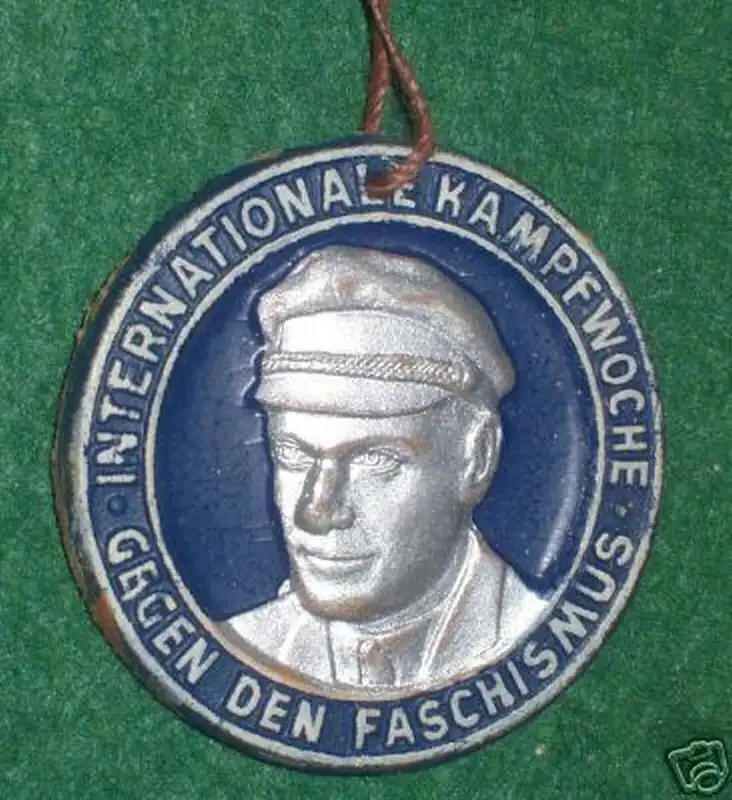 INTERNATIONALE KAMPFWOCHE
GEGEN DEN FASCHISMUS